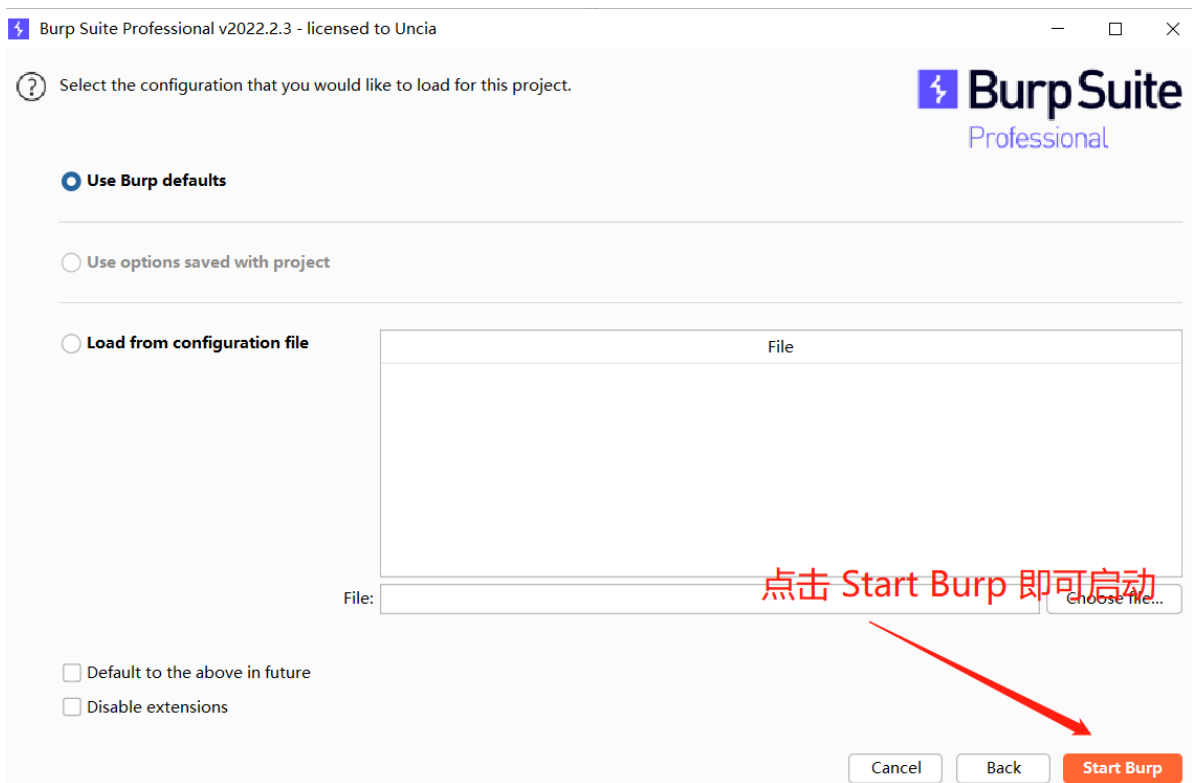 Burp Suite Professional v2022.2.3 - licensed to Uncia
? Select the configuration that you would like to load for this project.
Burp Suite
Professional
Use Burp defaults
Use options saved with project
Load from configuration file
File
点击 Start Burp 即可启动
File:
Choose file...
Default to the above in future
Disable extensions
Cancel Back Start Burp